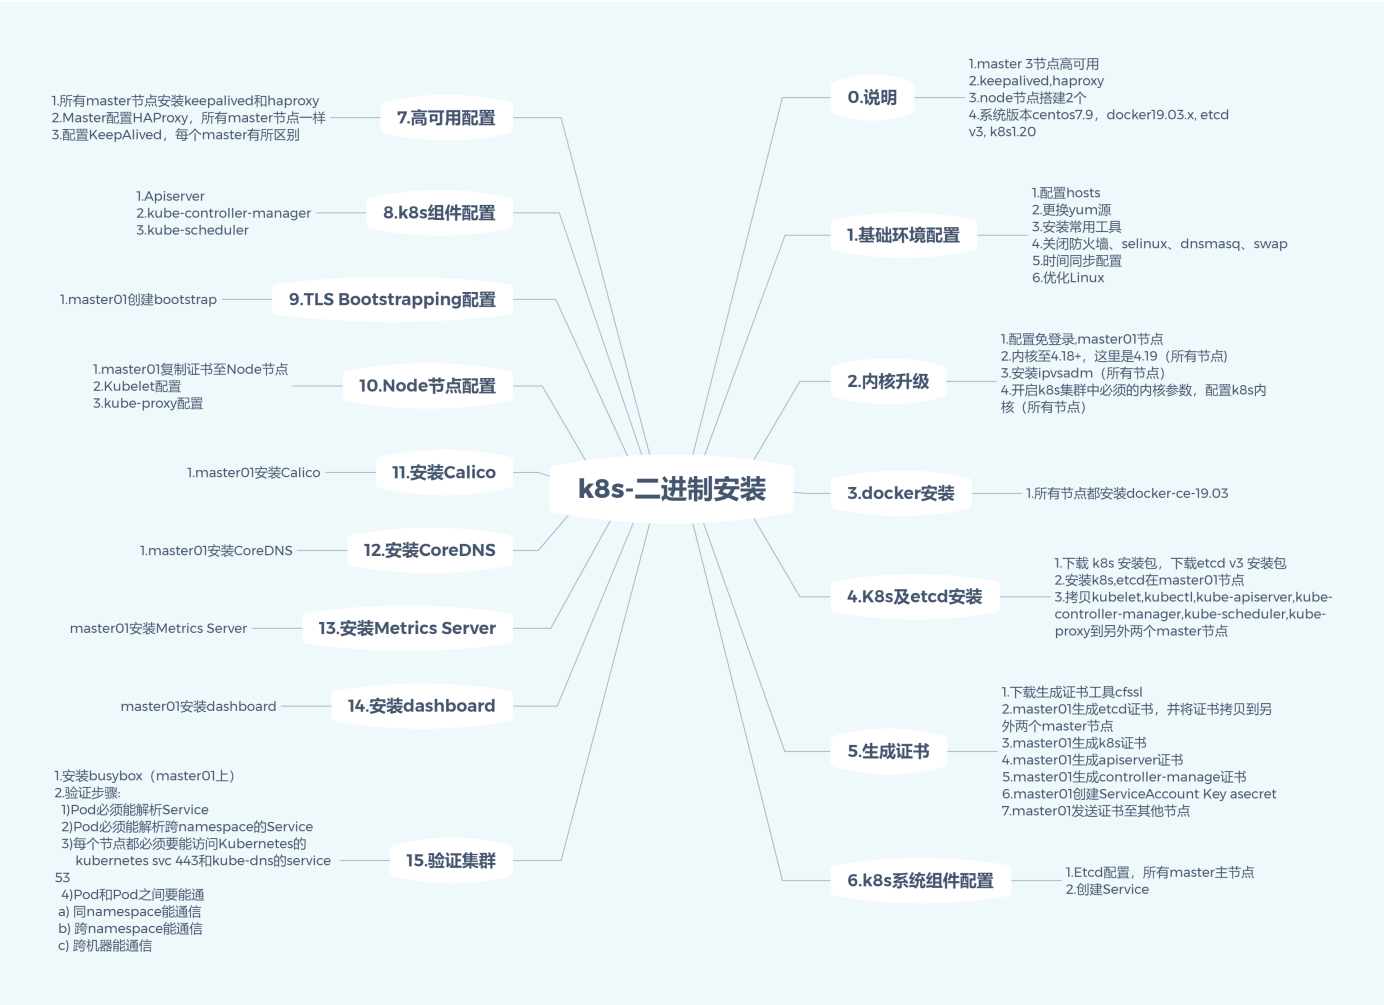 k8s-二进制安装
0.说明
1.master 3节点高可用
2.keepalived,haproxy
3.node节点搭建2个
4.系统版本centos7.9，docker19.03.x, etcd
v3, k8s1.20
1.基础环境配置
1.配置hosts
2.更换yum源
3.安装常用工具
4.关闭防火墙、selinux、dnsmasq、swap
5.时间同步配置
6.优化Linux
2.内核升级
1.配置免登录,master01节点
2.内核至4.18+，这里是4.19（所有节点)
3.安装ipvsadm（所有节点）
4.开启k8s集群中必须的内核参数，配置k8s内
核（所有节点）
3.docker安装
1.所有节点都安装docker-ce-19.03
4.K8s及etcd安装
1.下载 k8s 安装包，下载etcd v3 安装包
2.安装k8s,etcd在master01节点
3.拷贝kubelet,kubectl,kube-apiserver,kube-
controller-manager,kube-scheduler,kube-
proxy到另外两个master节点
5.生成证书
1.下载生成证书工具cfssl
2.master01生成etcd证书，并将证书拷贝到另
外两个master节点
3.master01生成k8s证书
4.master01生成apiserver证书
5.master01生成controller-manage证书
6.master01创建ServiceAccount Key asecret
7.master01发送证书至其他节点
6.k8s系统组件配置
1.Etcd配置，所有master主节点
2.创建Service
7.高可用配置
1.所有master节点安装keepalived和haproxy
2.Master配置HAProxy，所有master节点一样
3.配置KeepAlived，每个master有所区别
8.k8s组件配置
1.Apiserver
2.kube-controller-manager
3.kube-scheduler
9.TLS Bootstrapping配置
1.master01创建bootstrap
10.Node节点配置
1.master01复制证书至Node节点
2.Kubelet配置
3.kube-proxy配置
11.安装Calico
1.master01安装Calico
12.安装CoreDNS
1.master01安装CoreDNS
13.安装Metrics Server
master01安装Metrics Server
14.安装dashboard
master01安装dashboard
15.验证集群
1.安装busybox（master01上）
2.验证步骤:
1)Pod必须能解析Service
2)Pod必须能解析跨namespace的Service
3)每个节点都必须要能访问Kubernetes的
kubernetes svc 443和kube-dns的service
53
4)Pod和Pod之间要能通
a) 同namespace能通信
b) 跨namespace能通信
c) 跨机器能通信